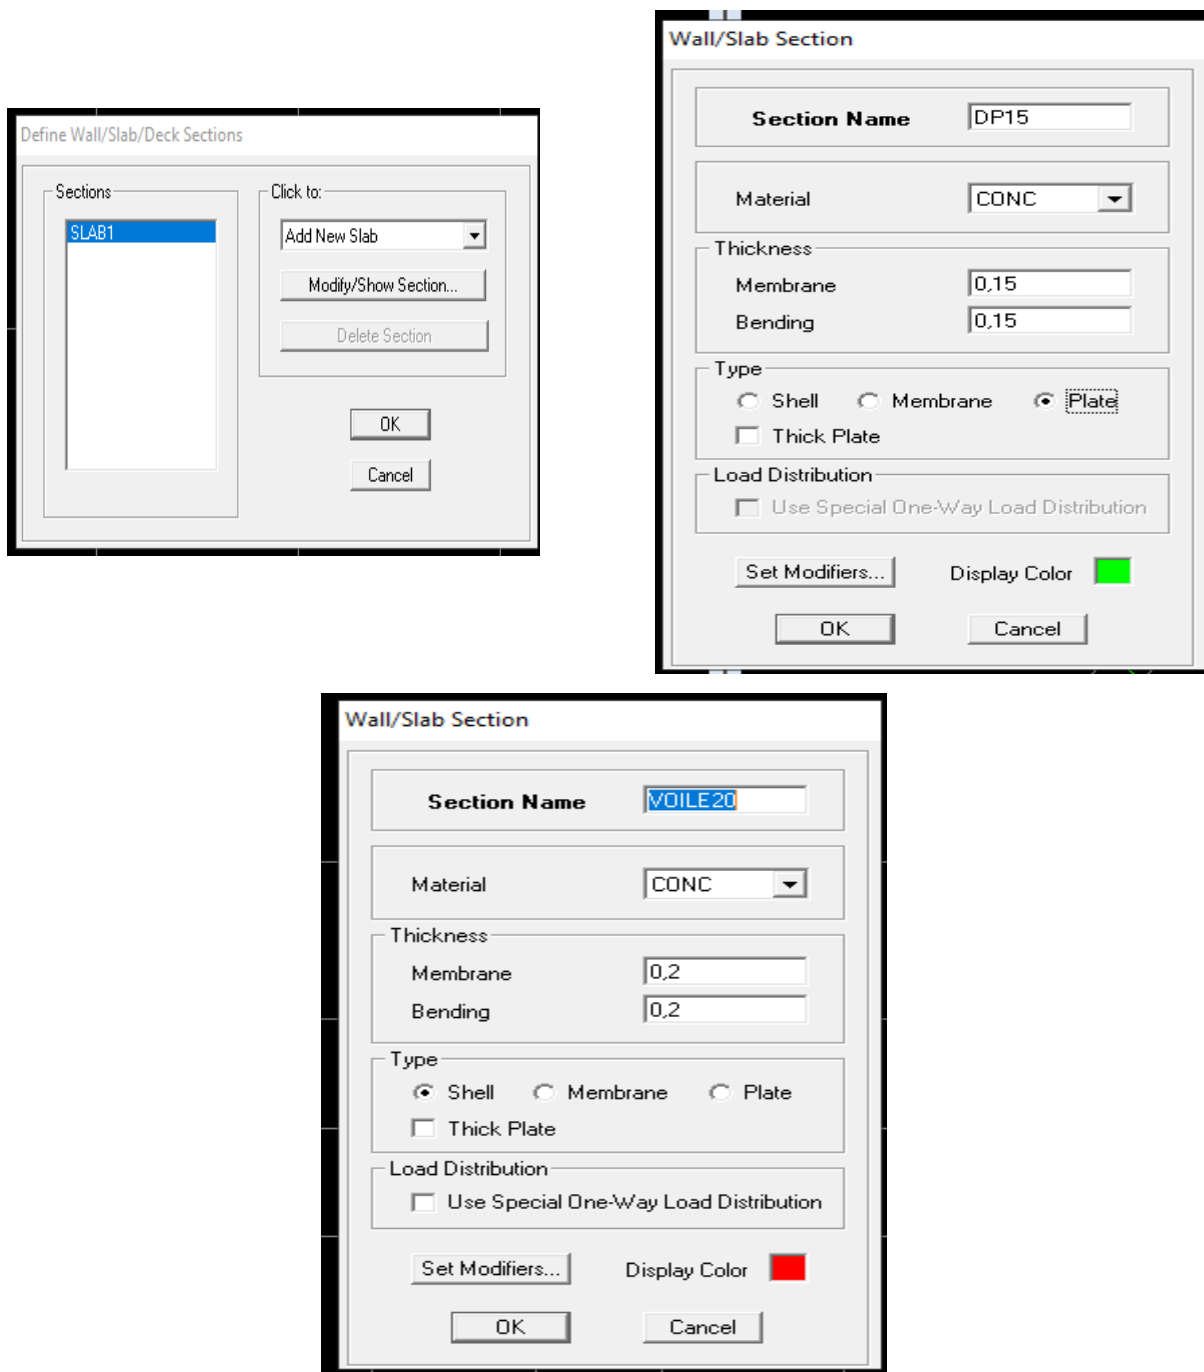 Define Wall/Slab/Deck Sections
Sections
SLAB1
Click to:
Add New Slab
Modify/Show Section...
Delete Section
OK
Cancel
Wall/Slab Section
Section Name DP15
Material CONC
Thickness
Membrane 0,15
Bending 0,15
Type
Shell Membrane Plate
Thick Plate
Load Distribution
Use Special One-Way Load Distribution
Set Modifiers... Display Color
OK Cancel
Wall/Slab Section
Section Name VOILE20
Material CONC
Thickness
Membrane 0,2
Bending 0,2
Type
Shell Membrane Plate
Thick Plate
Load Distribution
Use Special One-Way Load Distribution
Set Modifiers... Display Color
OK Cancel